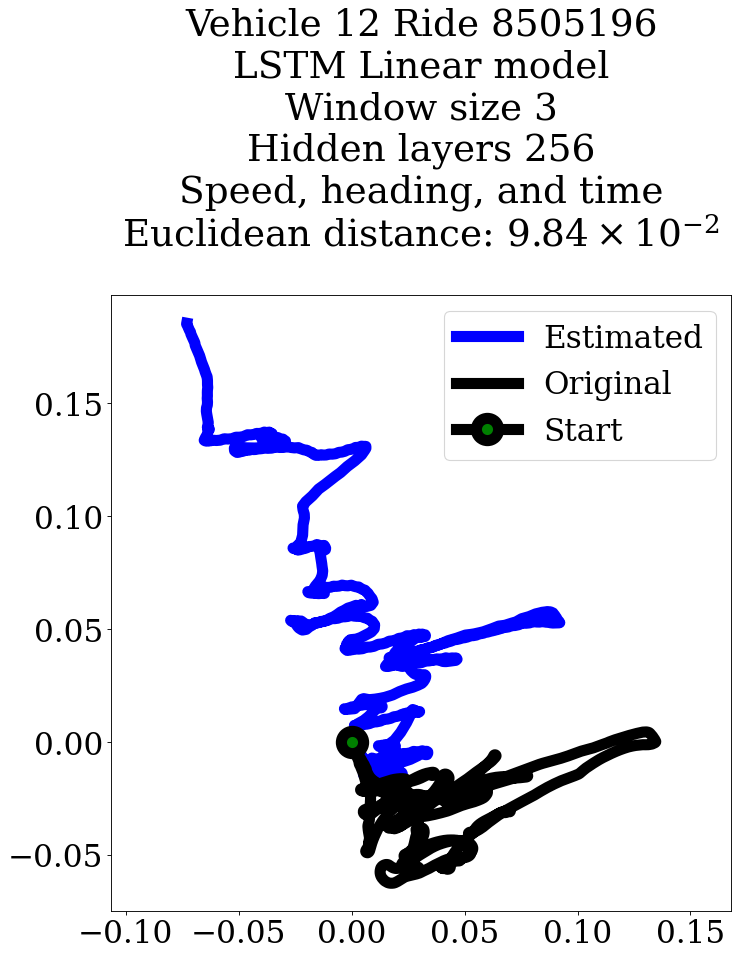 Vehicle 12 Ride 8505196
LSTM Linear model
Window size 3
Hidden layers 256
Speed, heading, and time
Euclidean distance: 9.84 × 10⁻²
Estimated
Original
Start
0.15
0.10
0.05
0.00
−0.05
−0.10 −0.05 0.00 0.05 0.10 0.15